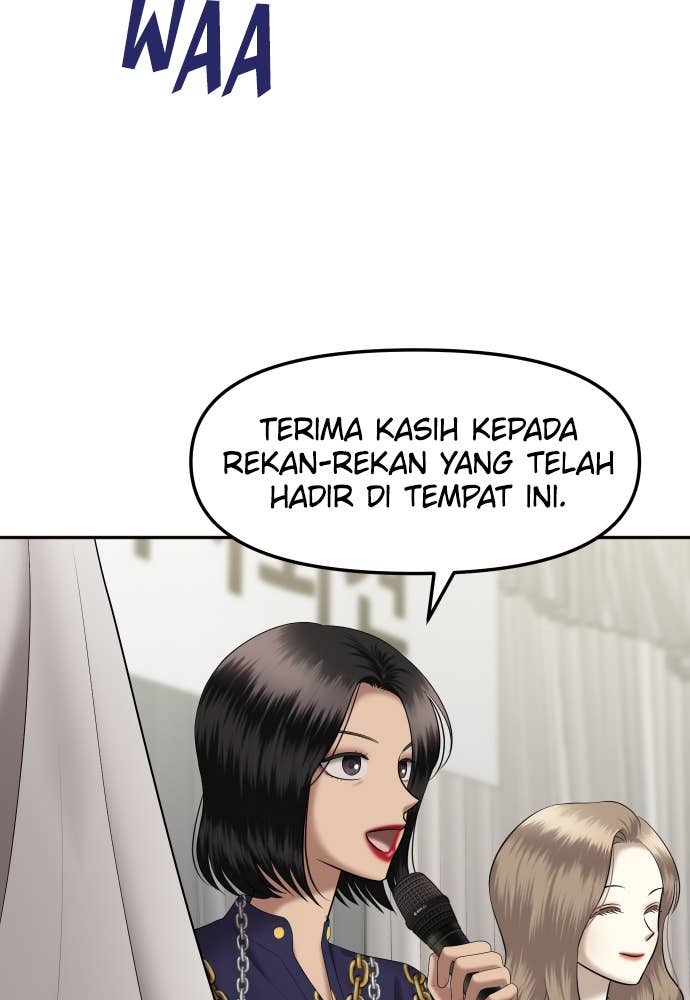 WAA
TERIMA KASIH KEPADA
REKAN-REKAN YANG TELAH
HADIR DI TEMPAT INI.